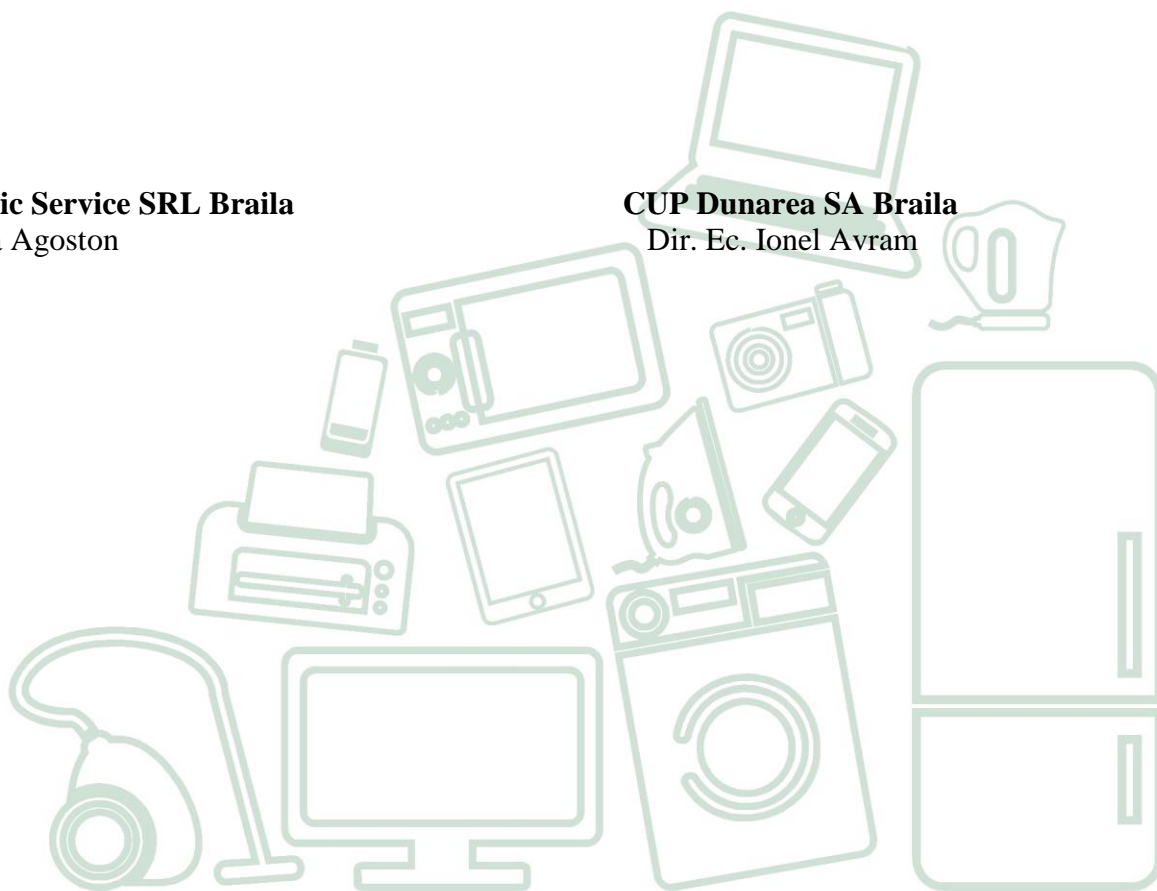 ic Service SRL Braila
CUP Dunarea SA Braila
Agoston
Dir. Ec. Ionel Avram